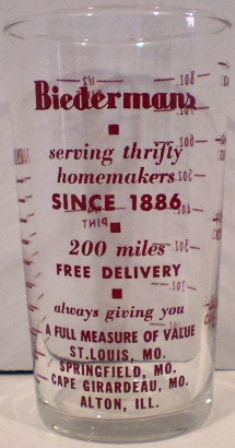 Biedermans
serving thrifty
homemakers
SINCE 1886
200 miles
FREE DELIVERY
always giving you
A FULL MEASURE OF VALUE
ST.LOUIS, MO.
SPRINGFIELD, MO.
CAPE GIRARDEAU, MO.
ALTON, ILL.